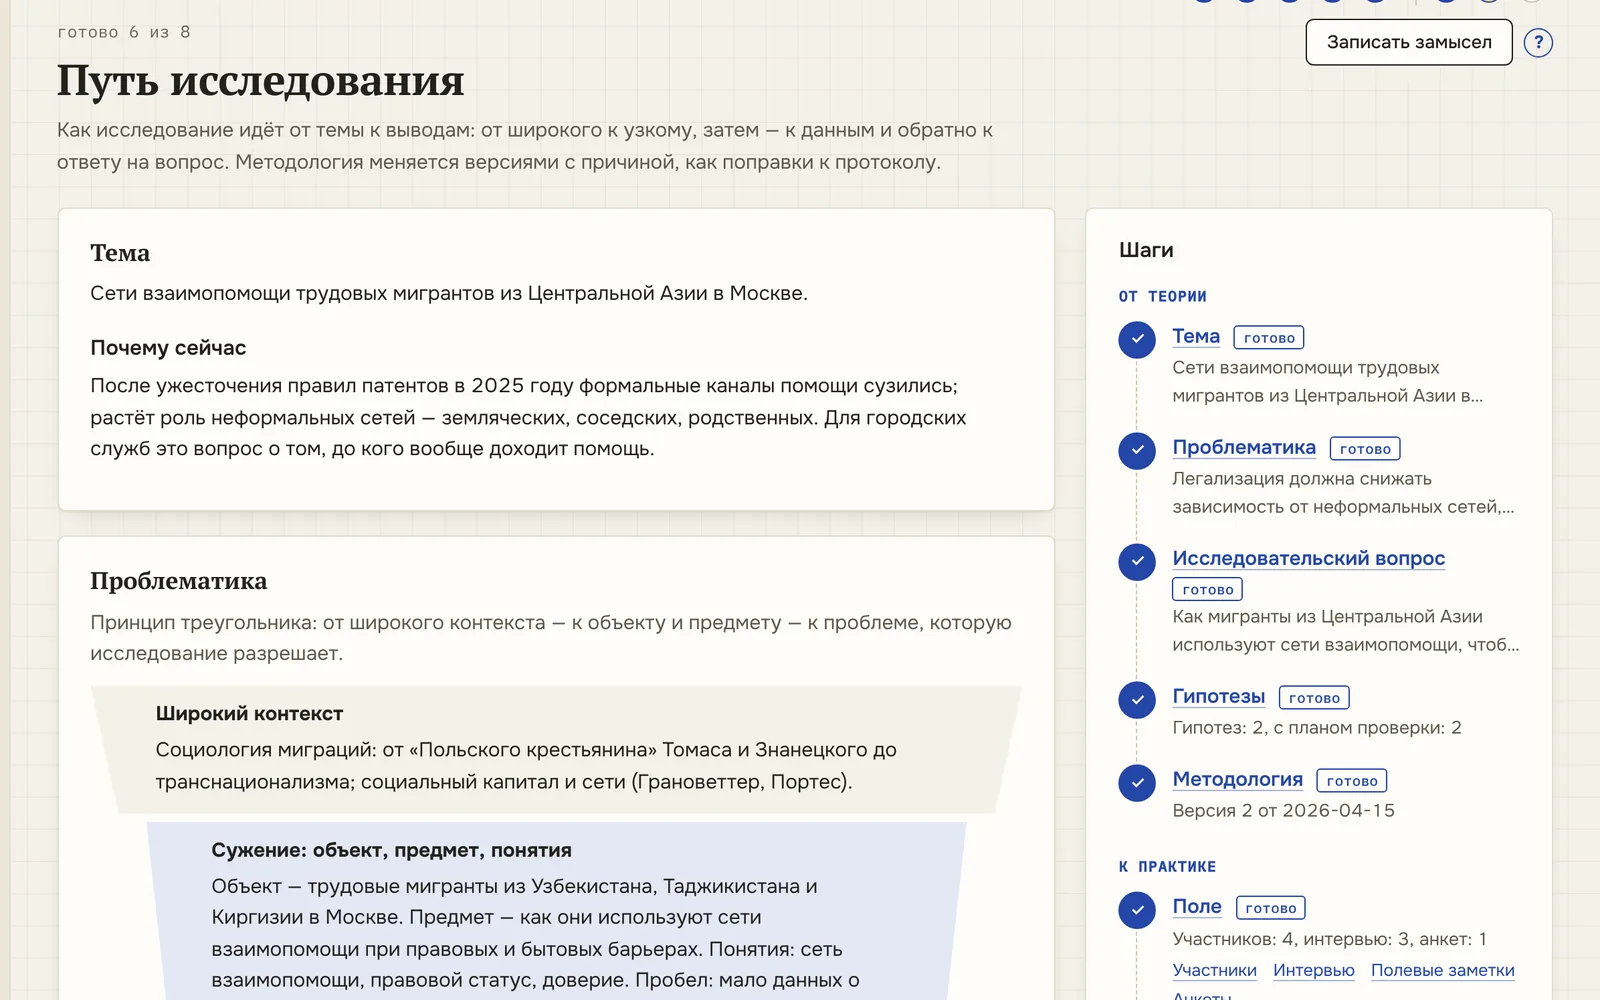 готово 6 из 8
Записать замысел
?
Путь исследования
Как исследование идёт от темы к выводам: от широкого к узкому, затем — к данным и обратно к
ответу на вопрос. Методология меняется версиями с причиной, как поправки к протоколу.
Тема
Сети взаимопомощи трудовых мигрантов из Центральной Азии в Москве.
Почему сейчас
После ужесточения правил патентов в 2025 году формальные каналы помощи сузились;
растёт роль неформальных сетей — земляческих, соседских, родственных. Для городских
служб это вопрос о том, до кого вообще доходит помощь.
Проблематика
Принцип треугольника: от широкого контекста — к объекту и предмету — к проблеме, которую
исследование разрешает.
Широкий контекст
Социология миграций: от «Польского крестьянина» Томаса и Знанецкого до
транснационализма; социальный капитал и сети (Грановеттер, Портес).
Сужение: объект, предмет, понятия
Объект — трудовые мигранты из Узбекистана, Таджикистана и
Киргизии в Москве. Предмет — как они используют сети
взаимопомощи при правовых и бытовых барьерах. Понятия: сеть
взаимопомощи, правовой статус, доверие. Пробел: мало данных о
Шаги
ОТ ТЕОРИИ
Тема готово
Сети взаимопомощи трудовых
мигрантов из Центральной Азии в...
Проблематика готово
Легализация должна снижать
зависимость от неформальных сетей,...
Исследовательский вопрос
готово
Как мигранты из Центральной Азии
используют сети взаимопомощи, чтоб...
Гипотезы готово
Гипотез: 2, с планом проверки: 2
Методология готово
Версия 2 от 2026-04-15
К ПРАКТИКЕ
Поле готово
Участников: 4, интервью: 3, анкет: 1
Участники Интервью Полевые заметки
Анкеты